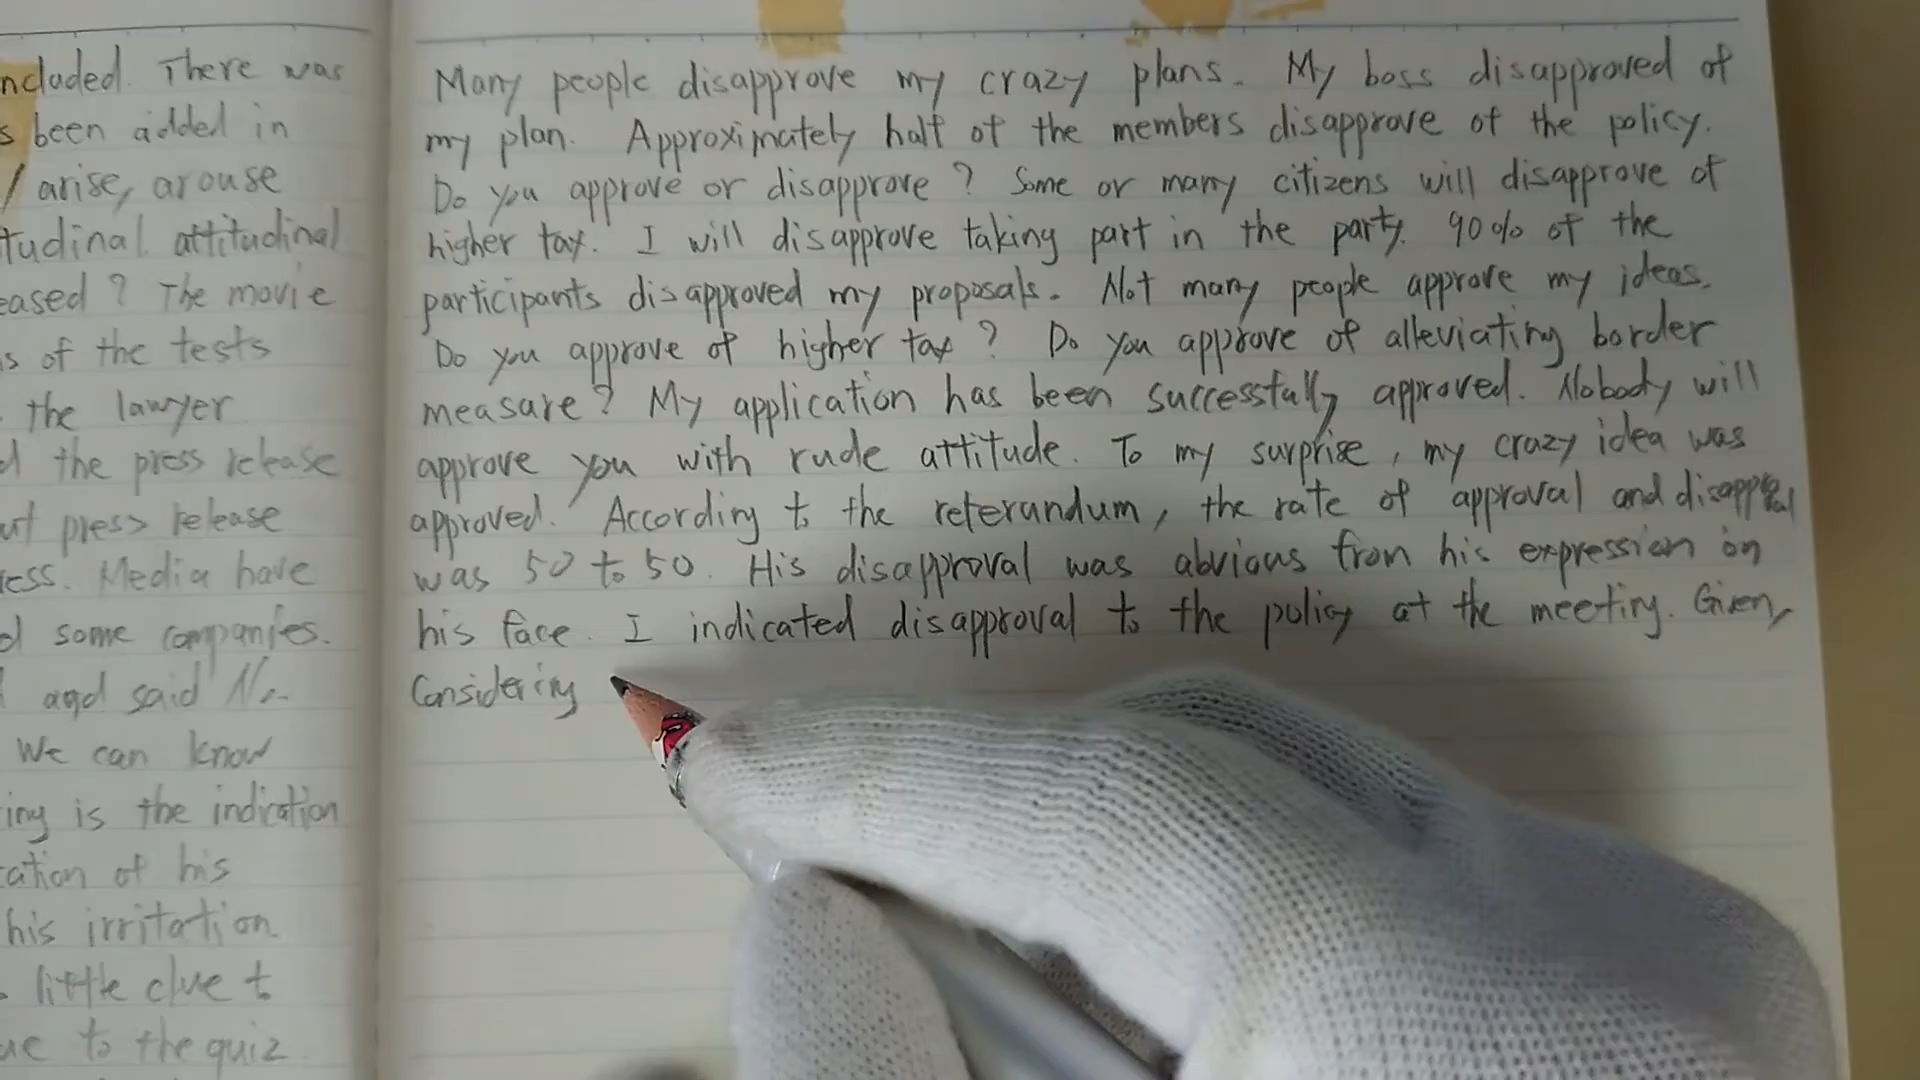 ncluded. There was
s been added in
/ arise, arouse
tudinal. attitudinal
eased? The movie
s of the tests
the lawyer
d the press release
ut press release
ress. Media have
d some companies.
and said No
We can know
ing is the indication
cation of his
his irritation.
little clue to
ue to the quiz
Many people disapprove my crazy plans. My boss disapproved of
my plan. Approximately half of the members disapprove of the policy.
Do you approve or disapprove? Some or many citizens will disapprove of
higher tax. I will disapprove taking part in the party. 90% of the
participants disapproved my proposals. Not many people approve my ideas.
Do you approve of higher tax? Do you approve of alleviating border
measure? My application has been successfully approved. Nobody will
approve you with rude attitude. To my surprise, my crazy idea was
approved. According to the referendum, the rate of approval and disapproval
was 50 to 50. His disapproval was obvious from his expression on
his face. I indicated disapproval to the policy at the meeting. Given,
Considering